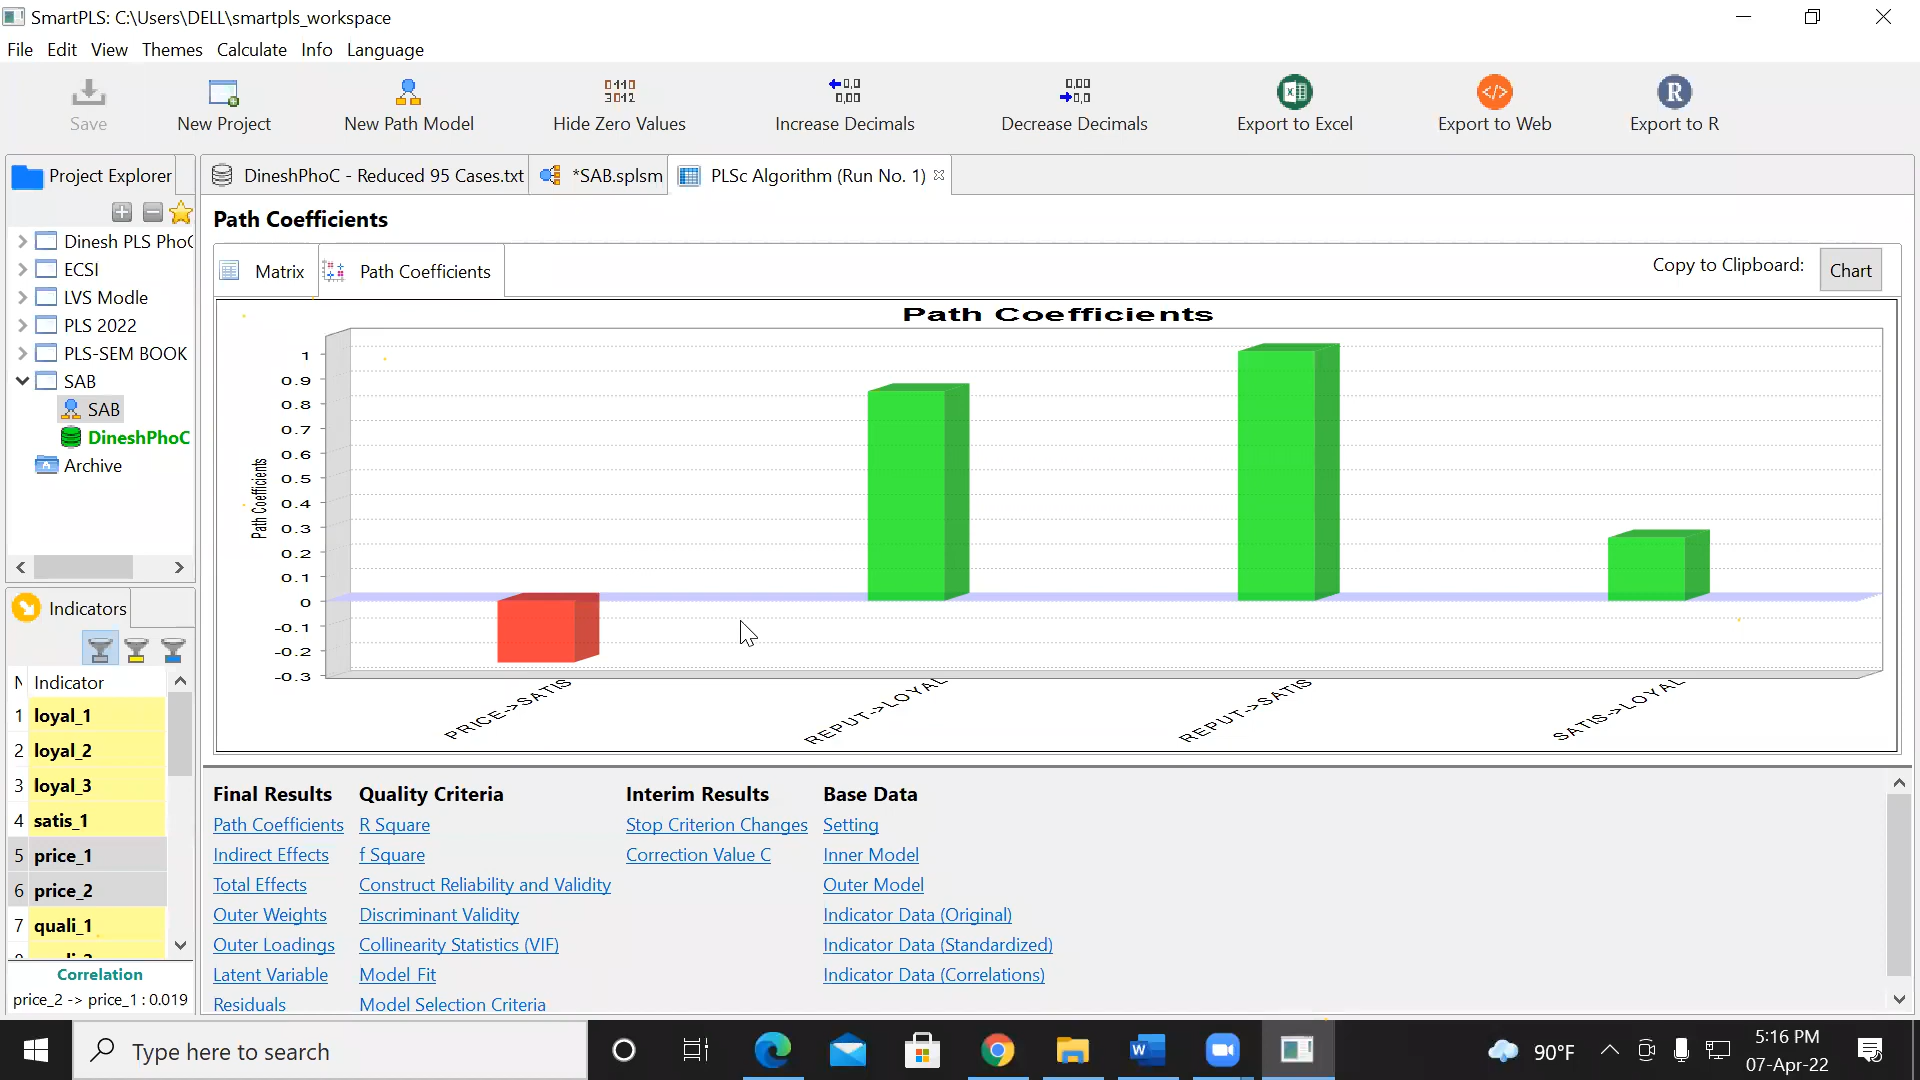 SmartPLS: C:\Users\DELL\smartpls_workspace
File Edit View Themes Calculate Info Language
Save New Project New Path Model Hide Zero Values Increase Decimals Decrease Decimals Export to Excel Export to Web Export to R
Project Explorer
DineshPhoC - Reduced 95 Cases.txt *SAB.splsm PLSc Algorithm (Run No. 1)
Dinesh PLS PhoC
ECSI
LVS Modle
PLS 2022
PLS-SEM BOOK
SAB
SAB
DineshPhoC
Archive
Indicators
N Indicator
1 loyal_1
2 loyal_2
3 loyal_3
4 satis_1
5 price_1
6 price_2
7 quali_1
Correlation
price_2 -> price_1 : 0.019
Path Coefficients
Matrix Path Coefficients
Copy to Clipboard: Chart
Path Coefficients
Path Coefficients
1
0.9
0.8
0.7
0.6
0.5
0.4
0.3
0.2
0.1
0
-0.1
-0.2
-0.3
PRICE->SATIS REPUT->LOYAL REPUT->SATIS SATIS->LOYAL
Final Results Quality Criteria Interim Results Base Data
Path Coefficients R Square Stop Criterion Changes Setting
Indirect Effects f Square Correction Value C Inner Model
Total Effects Construct Reliability and Validity Outer Model
Outer Weights Discriminant Validity Indicator Data (Original)
Outer Loadings Collinearity Statistics (VIF) Indicator Data (Standardized)
Latent Variable Model_Fit Indicator Data (Correlations)
Residuals Model Selection Criteria
Type here to search
90°F
5:16 PM
07-Apr-22